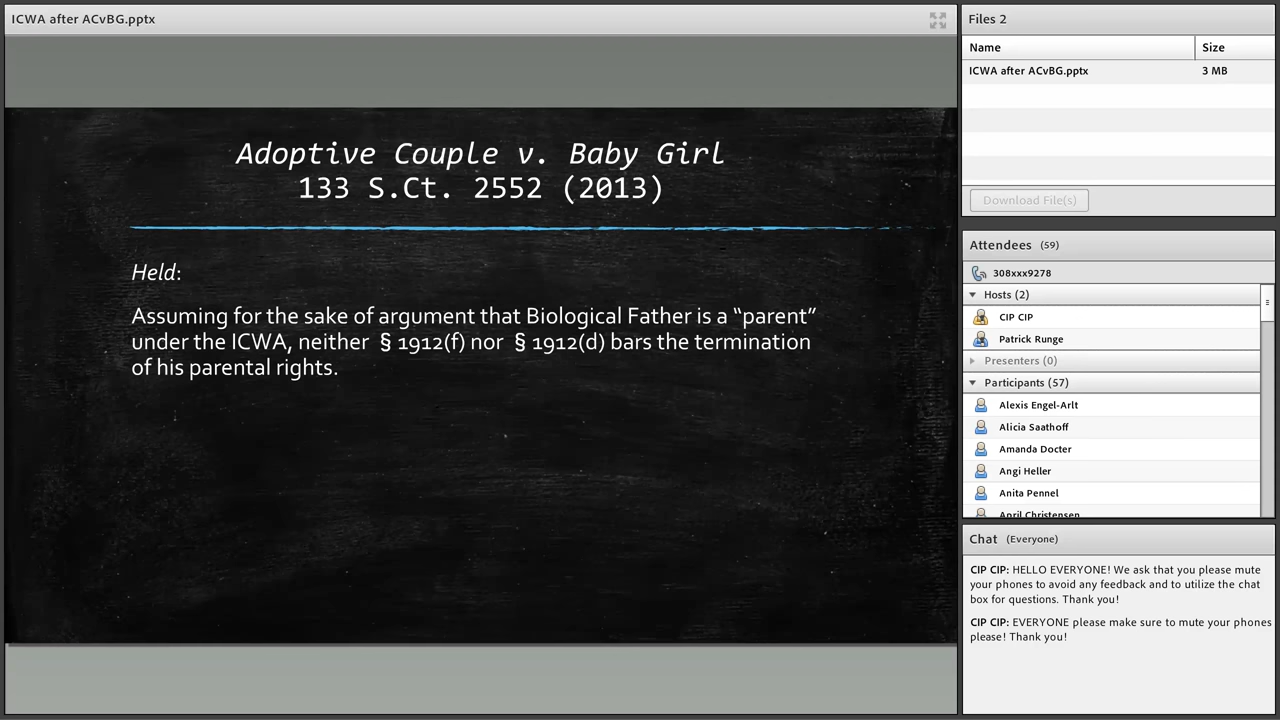 ICWA after ACvBG.pptx
Adoptive Couple v. Baby Girl
133 S.Ct. 2552 (2013)
Held:
Assuming for the sake of argument that Biological Father is a “parent”
under the ICWA, neither § 1912(f) nor § 1912(d) bars the termination
of his parental rights.
Files 2
Name Size
ICWA after ACvBG.pptx 3 MB
Download File(s)
Attendees (59)
308xxx9278
Hosts (2)
CIP CIP
Patrick Runge
Presenters (0)
Participants (57)
Alexis Engel-Arlt
Alicia Saathoff
Amanda Docter
Angi Heller
Anita Pennel
April Christensen
Chat (Everyone)
CIP CIP: HELLO EVERYONE! We ask that you please mute
your phones to avoid any feedback and to utilize the chat
box for questions. Thank you!
CIP CIP: EVERYONE please make sure to mute your phones
please! Thank you!